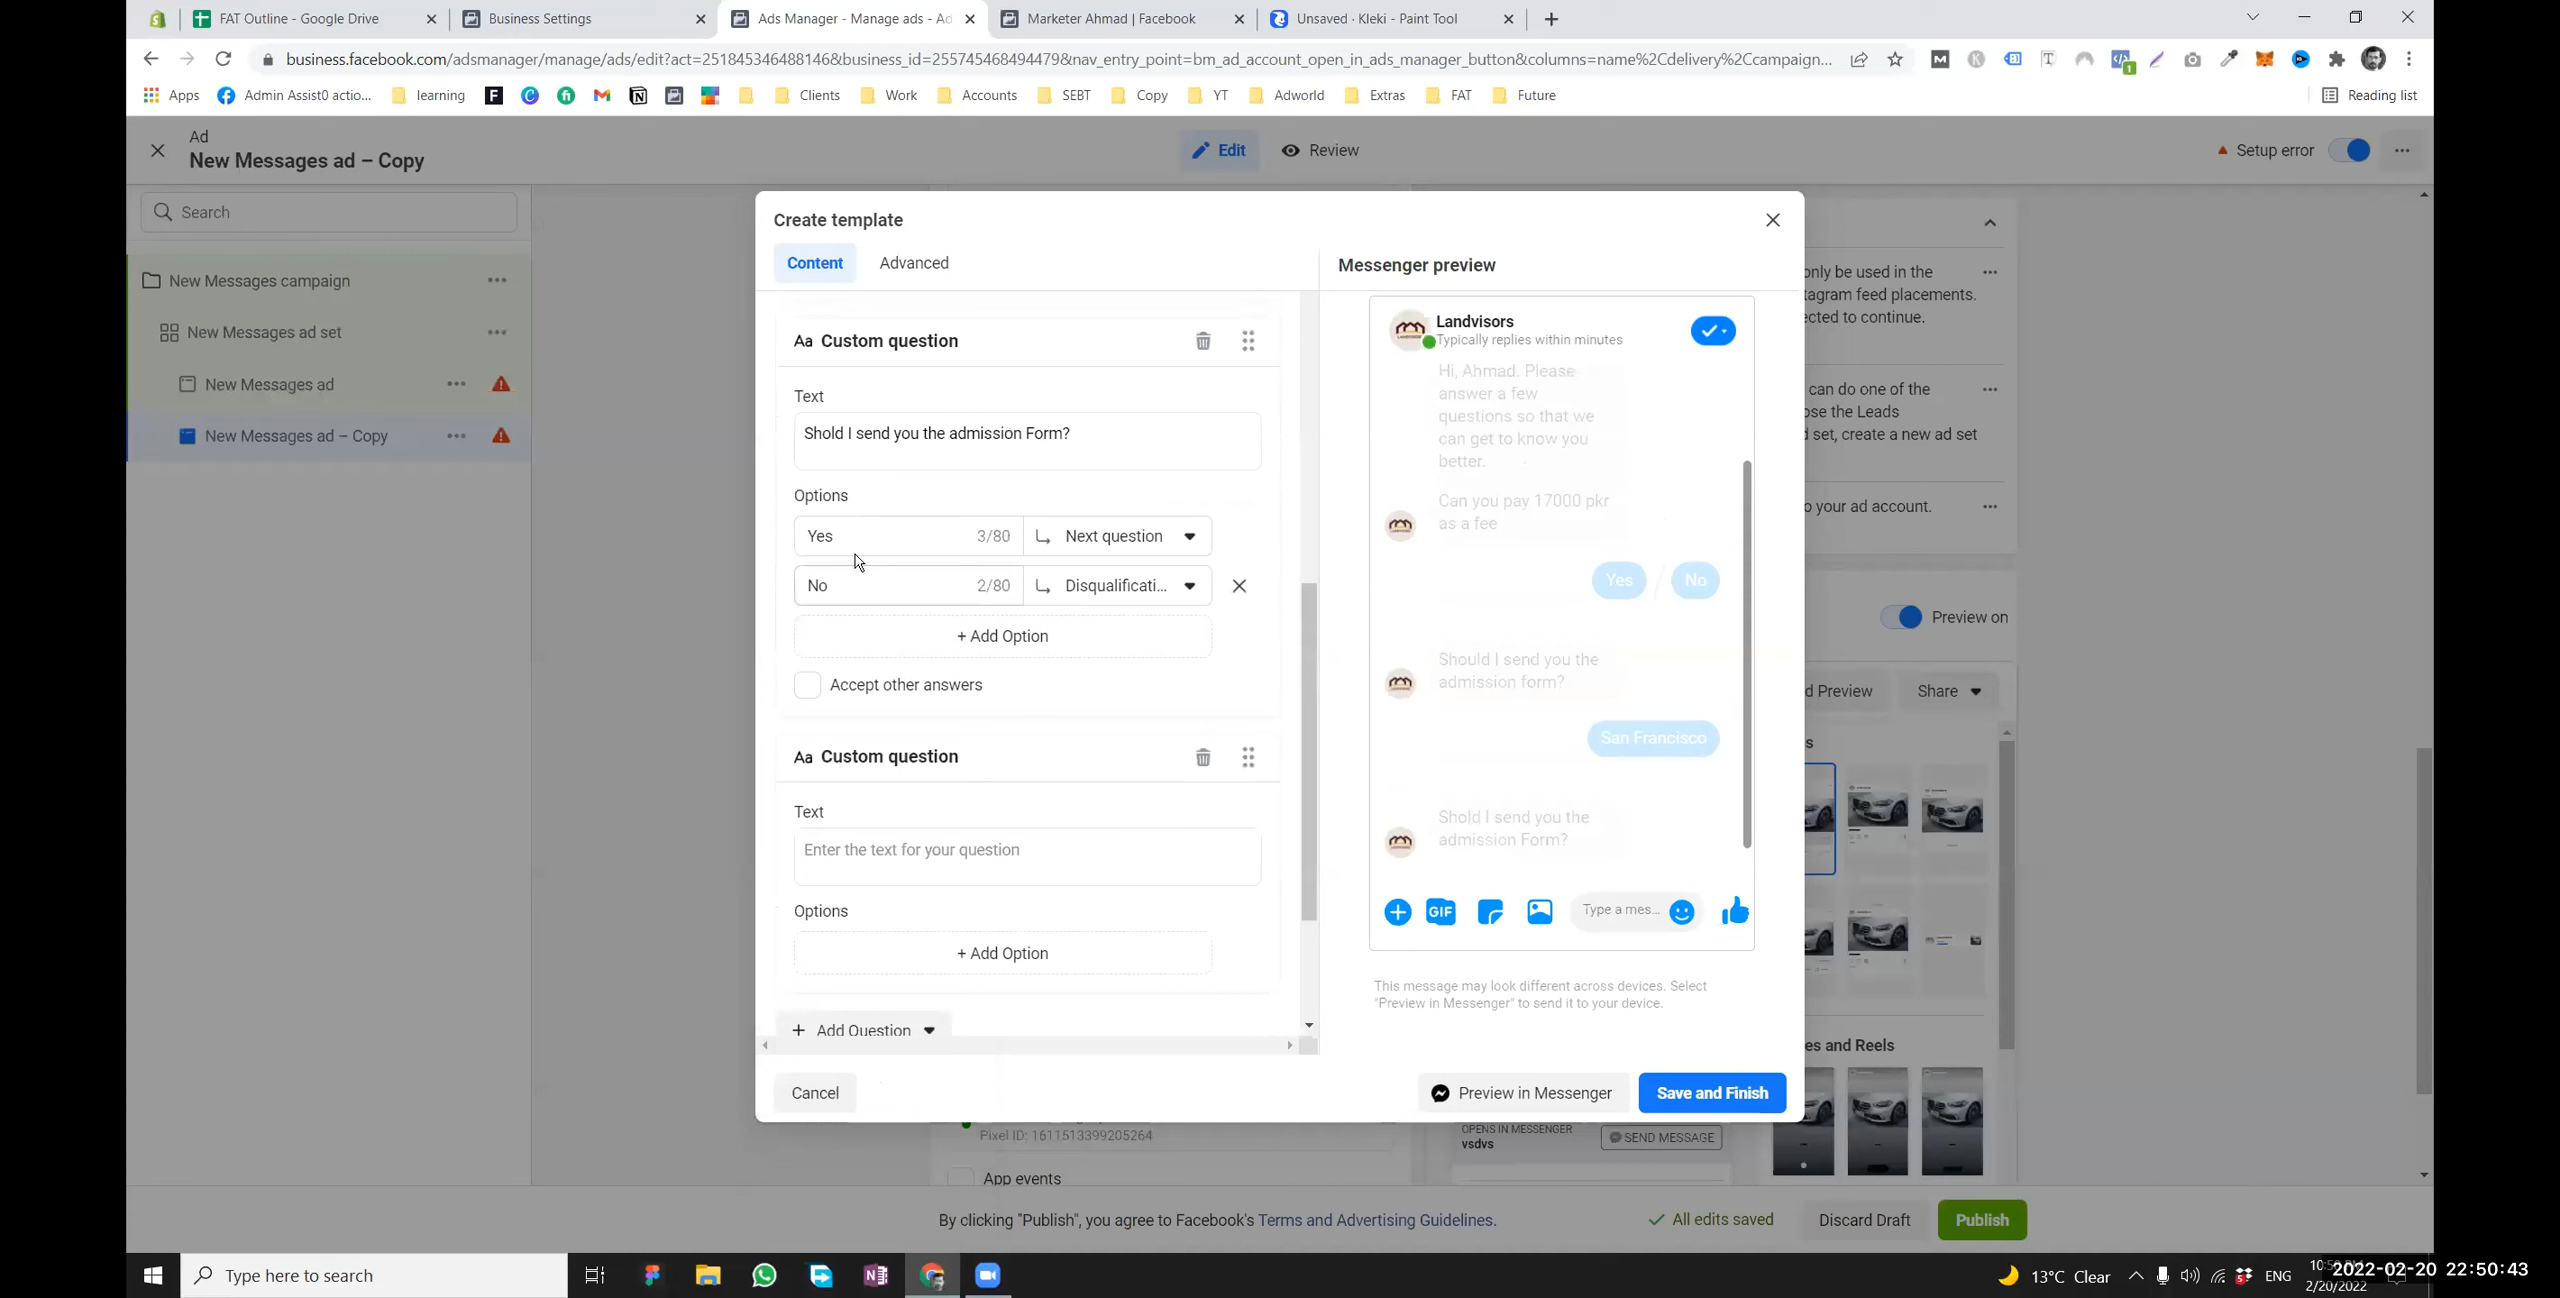 FAT Outline - Google Drive
Business Settings
Ads Manager - Manage ads - Ad
Marketer Ahmad | Facebook
Unsaved · Kleki - Paint Tool
business.facebook.com/adsmanager/manage/ads/edit?act=251845346488146&business_id=255745468494479&nav_entry_point=bm_ad_account_open_in_ads_manager_button&columns=name%2Cdelivery%2Ccampaign...
Apps
Admin Assist0 actio...
learning
Clients
Work
Accounts
SEBT
Copy
YT
Adworld
Extras
FAT
Future
Reading list
Ad
New Messages ad – Copy
Edit
Review
Setup error
Search
New Messages campaign
New Messages ad set
New Messages ad
New Messages ad – Copy
Create template
Content
Advanced
Messenger preview
Custom question
Text
Shold I send you the admission Form?
Options
Yes 3/80 Next question
No 2/80 Disqualificati...
+ Add Option
Accept other answers
Custom question
Text
Enter the text for your question
Options
+ Add Option
+ Add Question
Landvisors
Typically replies within minutes
Hi, Ahmad. Please
answer a few
questions so that we
can get to know you
better.
Can you pay 17000 pkr
as a fee
Yes / No
Should I send you the
admission form?
San Francisco
Shold I send you the
admission Form?
GIF
Type a mes...
This message may look different across devices. Select
"Preview in Messenger" to send it to your device.
Cancel
Preview in Messenger
Save and Finish
only be used in the
tagram feed placements.
ected to continue.
can do one of the
ose the Leads
d set, create a new ad set
o your ad account.
Preview on
d Preview
Share
s
es and Reels
Pixel ID: 1611513399205264
App events
OPENS IN MESSENGER
vsdvs
SEND MESSAGE
By clicking "Publish", you agree to Facebook's Terms and Advertising Guidelines.
All edits saved
Discard Draft
Publish
Type here to search
13°C Clear
ENG
2/20/2022
2022-02-20 22:50:43